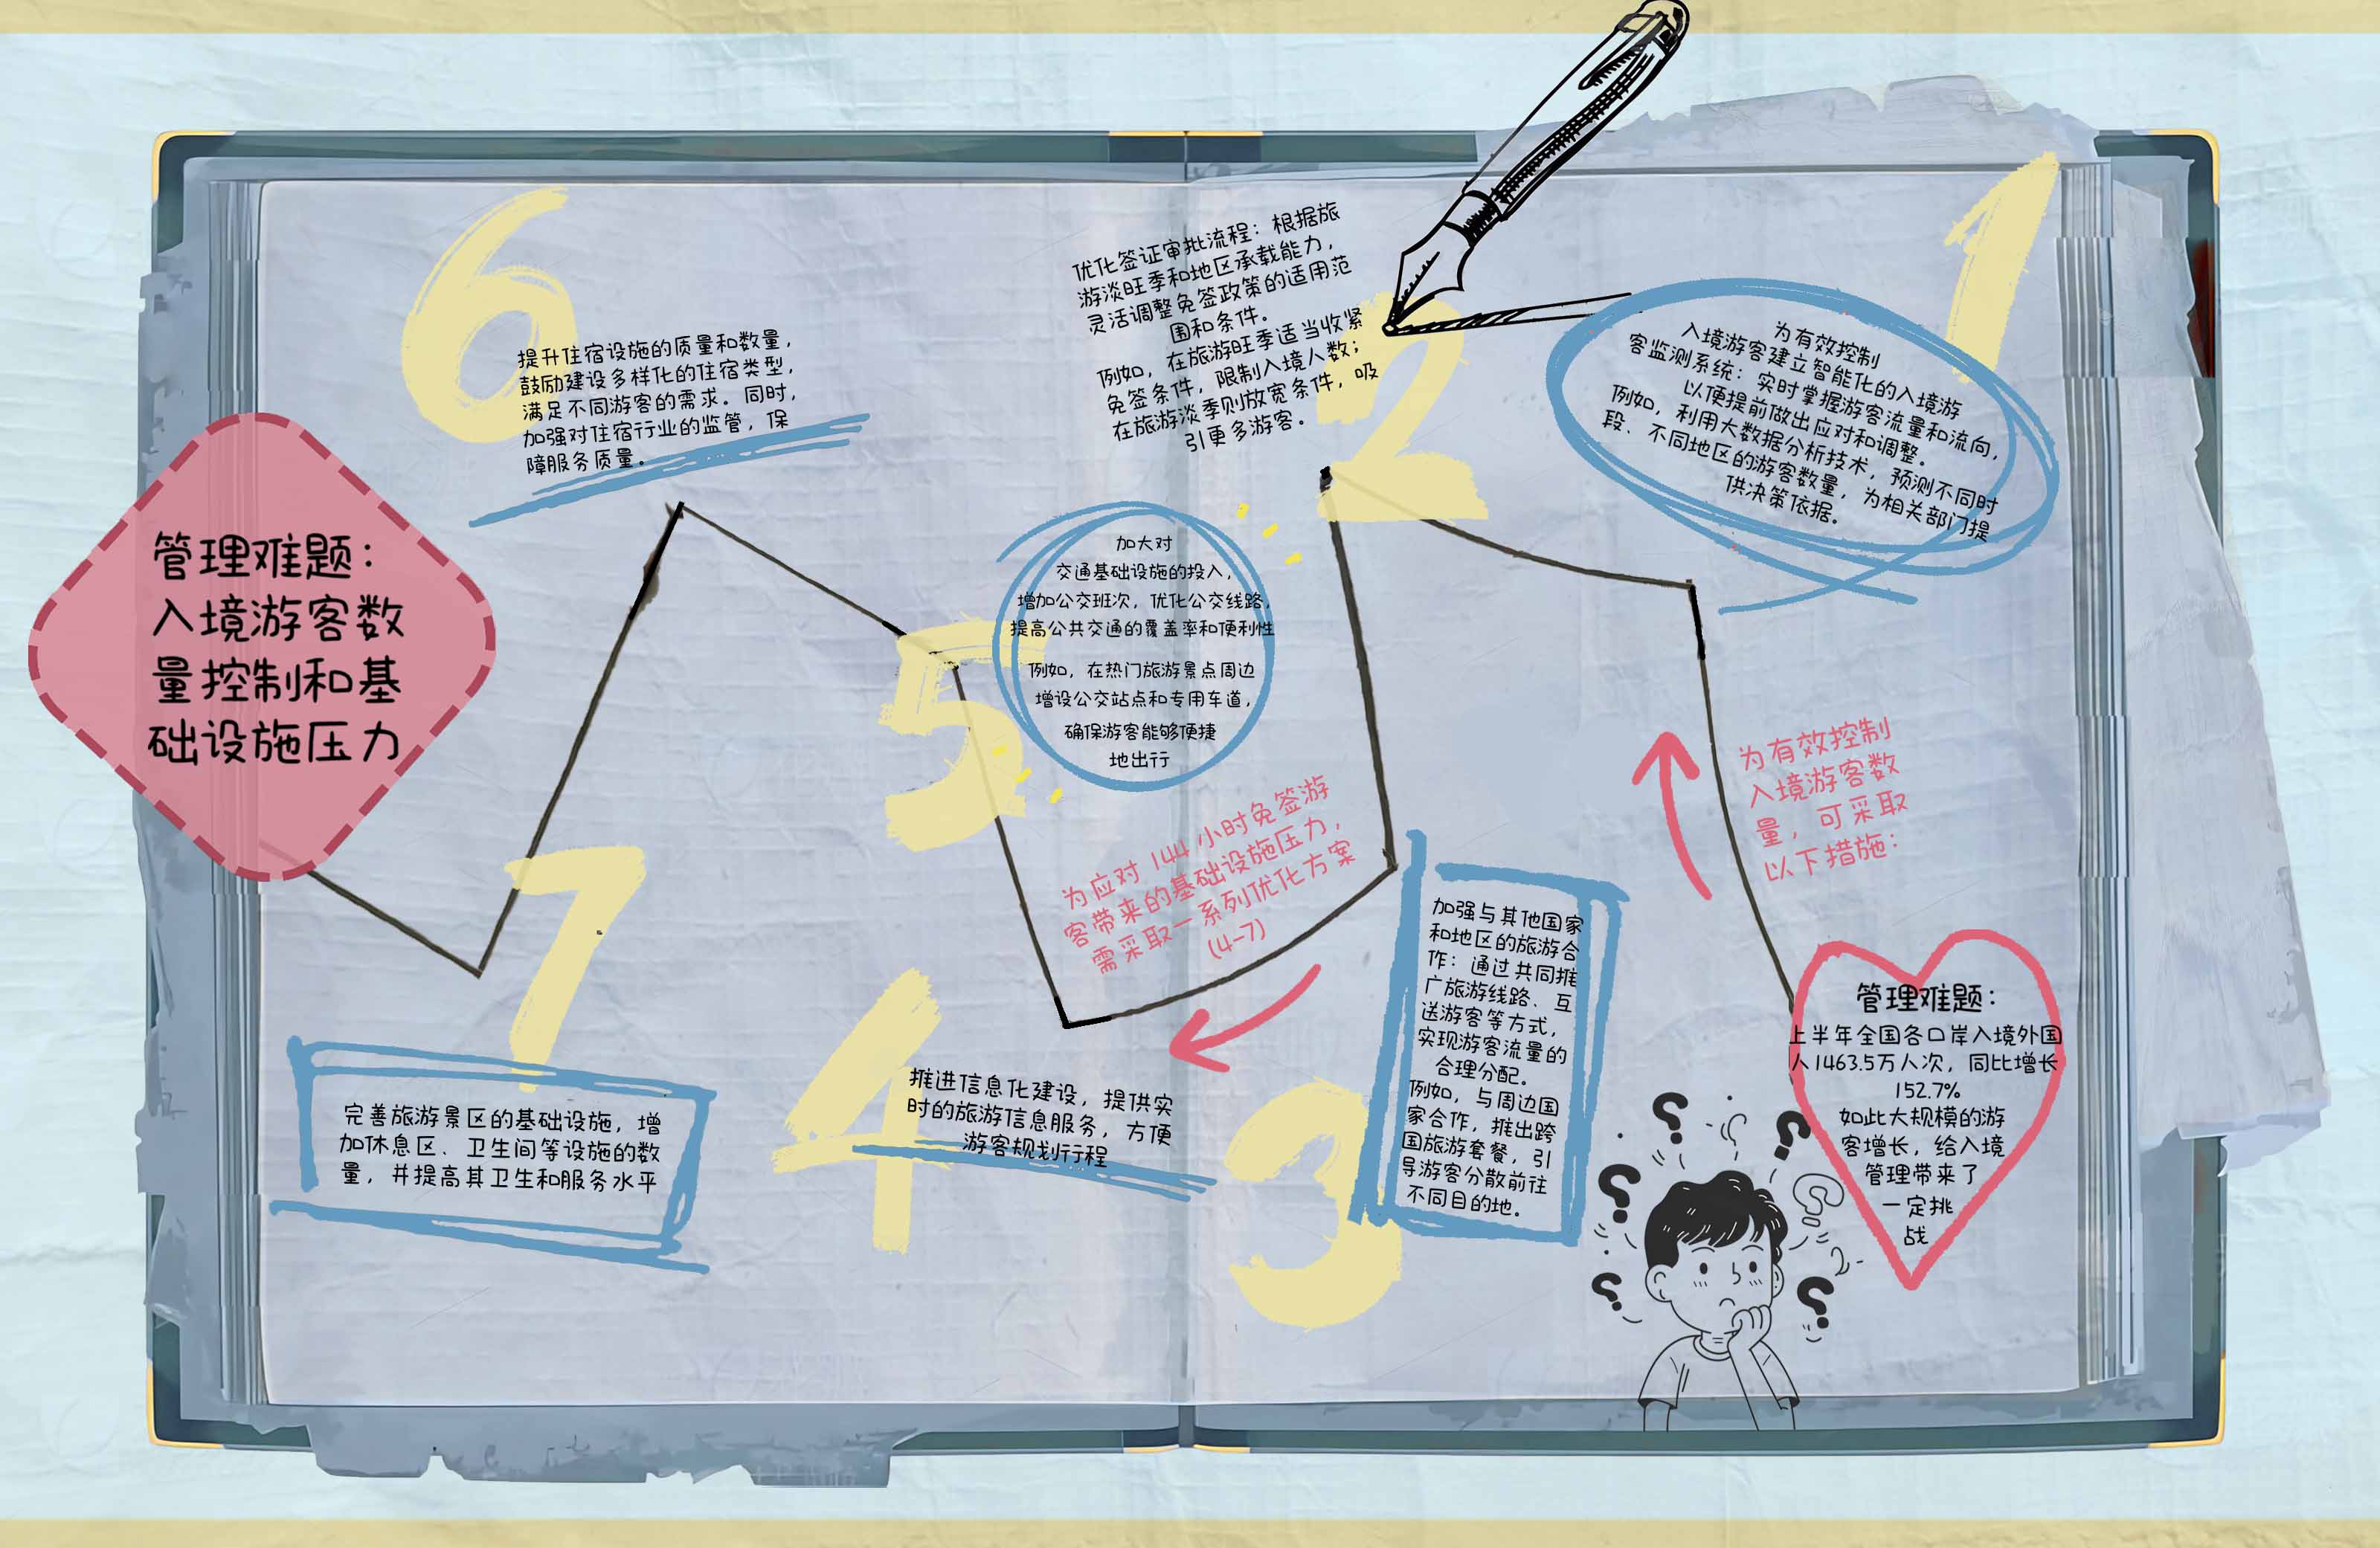 管理难题：
入境游客数
量控制和基
础设施压力
管理难题：
上半年全国各口岸入境外国
人1463.5万人次，同比增长
152.7%
如此大规模的游
客增长，给入境
管理带来了
一定挑
战
为有效控制
入境游客数
量，可采取
以下措施：
1
为有效控制
入境游客建立智能化的入境游
客监测系统：实时掌握游客流量和流向，
以便提前做出应对和调整。
例如，利用大数据分析技术，预测不同时
段、不同地区的游客数量，为相关部门提
供决策依据。
2
优化签证审批流程：根据旅
游淡旺季和地区承载能力，
灵活调整免签政策的适用范
围和条件。
例如，在旅游旺季适当收紧
免签条件，限制入境人数；
在旅游淡季则放宽条件，吸
引更多游客。
3
加强与其他国家
和地区的旅游合
作：通过共同推
广旅游线路、互
送游客等方式，
实现游客流量的
合理分配。
例如，与周边国
家合作，推出跨
国旅游套餐，引
导游客分散前往
不同目的地。
为应对 144 小时免签游
客带来的基础设施压力，
需采取一系列优化方案
(4-7)
4
推进信息化建设，提供实
时的旅游信息服务，方便
游客规划行程
5
加大对
交通基础设施的投入，
增加公交班次，优化公交线路，
提高公共交通的覆盖率和便利性
例如，在热门旅游景点周边
增设公交站点和专用车道，
确保游客能够便捷
地出行
6
提升住宿设施的质量和数量，
鼓励建设多样化的住宿类型，
满足不同游客的需求。同时，
加强对住宿行业的监管，保
障服务质量。
7
完善旅游景区的基础设施，增
加休息区、卫生间等设施的数
量，并提高其卫生和服务水平